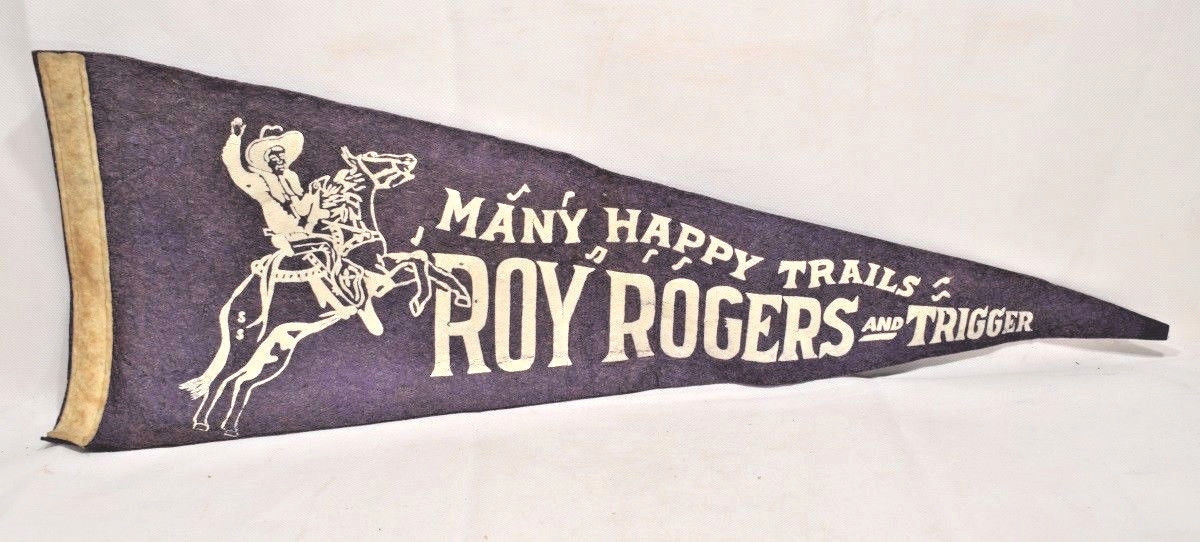 MANY HAPPY TRAILS
ROY ROGERS AND TRIGGER
S
S